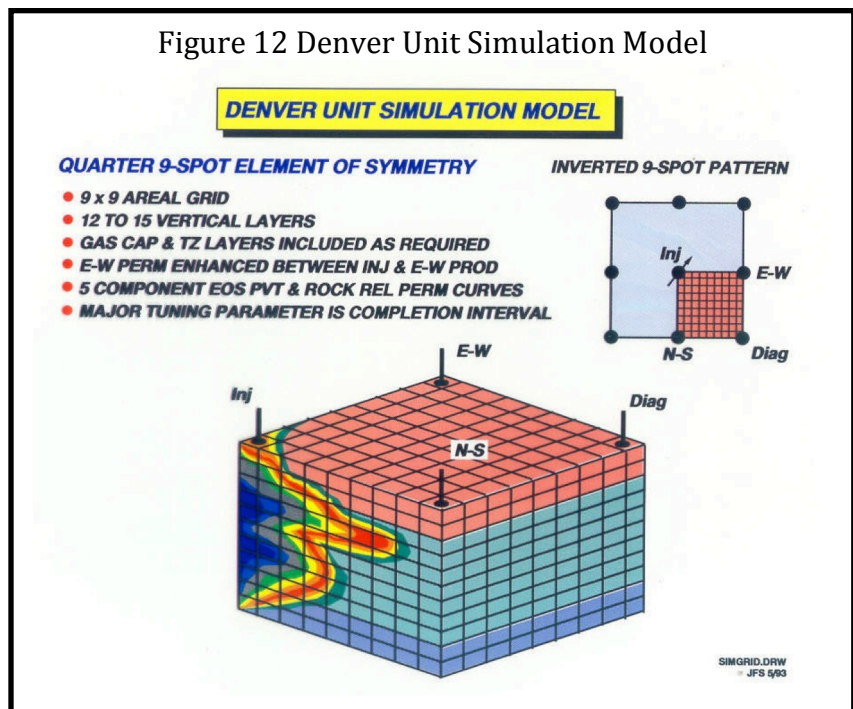 Figure 12 Denver Unit Simulation Model
DENVER UNIT SIMULATION MODEL
QUARTER 9-SPOT ELEMENT OF SYMMETRY
• 9 x 9 AREAL GRID
• 12 TO 15 VERTICAL LAYERS
• GAS CAP & TZ LAYERS INCLUDED AS REQUIRED
• E-W PERM ENHANCED BETWEEN INJ & E-W PROD
• 5 COMPONENT EOS PVT & ROCK REL PERM CURVES
• MAJOR TUNING PARAMETER IS COMPLETION INTERVAL
INVERTED 9-SPOT PATTERN
Inj
E-W
N-S
Diag
E-W
Inj
Diag
N-S
SIMGRID.DRW
JFS 5/93